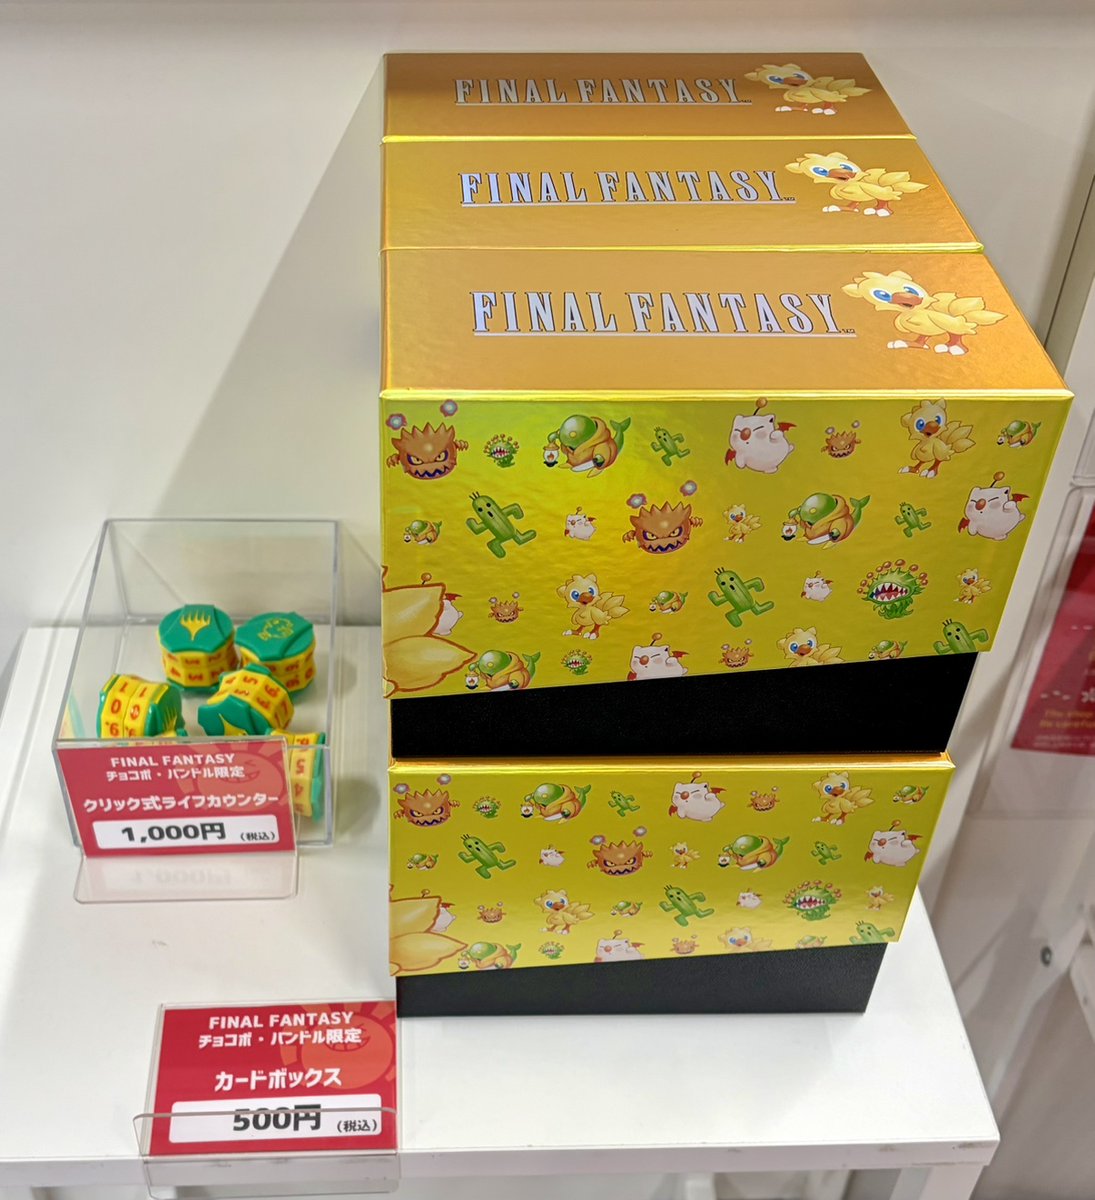 FINAL FANTASY
FINAL FANTASY
FINAL FANTASY
FINAL FANTASY
チョコボ・バンドル限定
クリック式ライフカウンター
1,000円 (税込)
FINAL FANTASY
チョコボ・バンドル限定
カードボックス
500円 (税込)